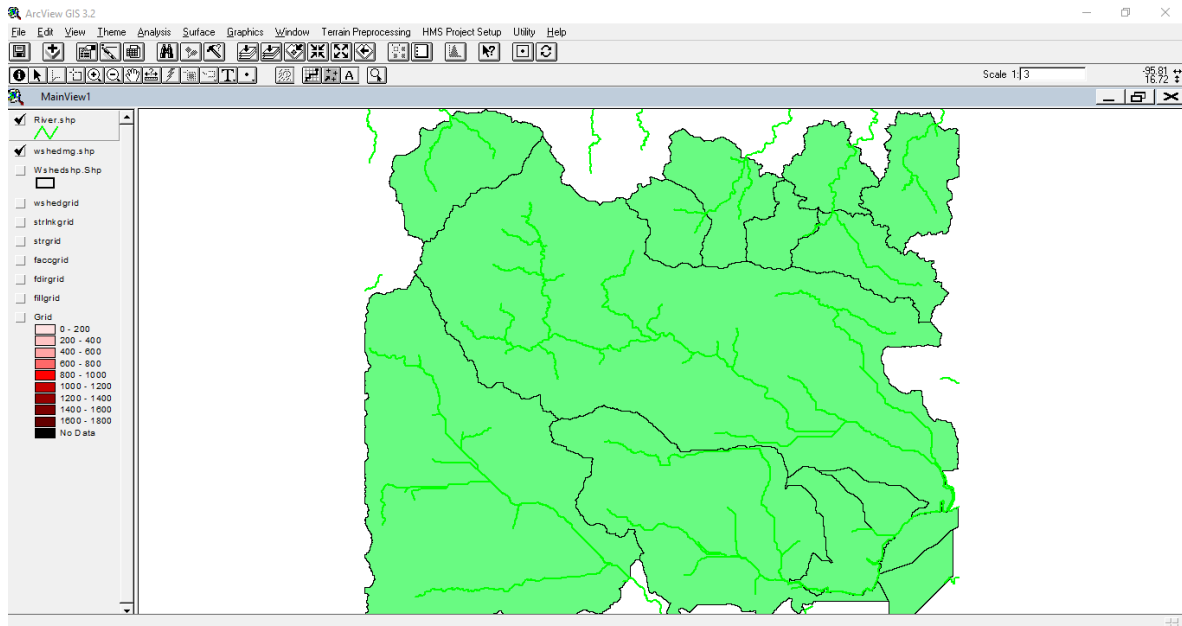 ArcView GIS 3.2
File Edit View Theme Analysis Surface Graphics Window Terrain Preprocessing HMS Project Setup Utility Help
T A
Scale 1: 3
-95.81
16.72
MainView1
River.shp
wshedmg.shp
Wshedshp.Shp
wshedgrid
strlnkgrid
strgrid
faccgrid
fdirgrid
fillgrid
Grid
0 - 200
200 - 400
400 - 600
600 - 800
800 - 1000
1000 - 1200
1200 - 1400
1400 - 1600
1600 - 1800
No Data